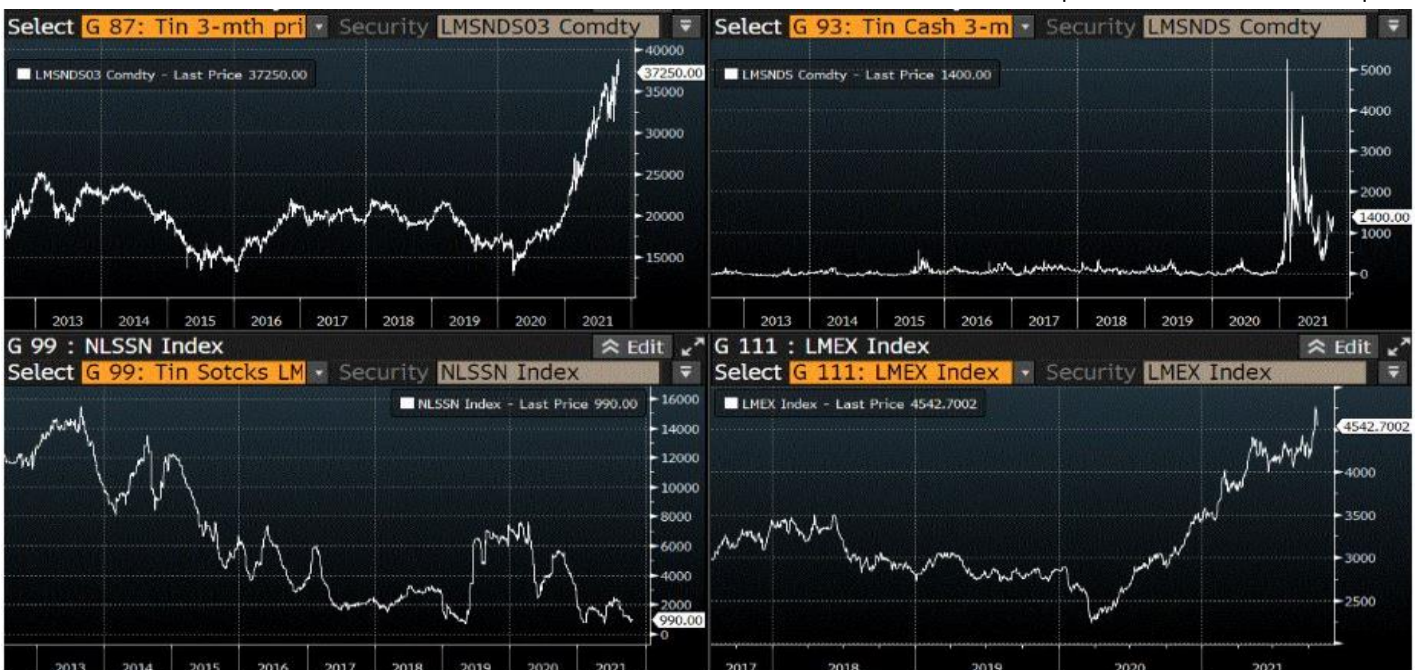 Select G 87: Tin 3-mth pri Security LMSNDS03 Comdty
LMSNDS03 Comdty - Last Price 37250.00
40000
37250.00
35000
30000
25000
20000
15000
2013 2014 2015 2016 2017 2018 2019 2020 2021
Select G 93: Tin Cash 3-m Security LMSNDS Comdty
LMSNDS Comdty - Last Price 1400.00
5000
4000
3000
2000
1400.00
1000
0
2013 2014 2015 2016 2017 2018 2019 2020 2021
G 99 : NLSSN Index Edit
Select G 99: Tin Sotcks LM Security NLSSN Index
NLSSN Index - Last Price 990.00
16000
14000
12000
10000
8000
6000
4000
2000
990.00
0
2013 2014 2015 2016 2017 2018 2019 2020 2021
G 111 : LMEX Index Edit
Select G 111: LMEX Index Security LMEX Index
LMEX Index - Last Price 4542.7002
4542.7002
4000
3500
3000
2500
2017 2018 2019 2020 2021